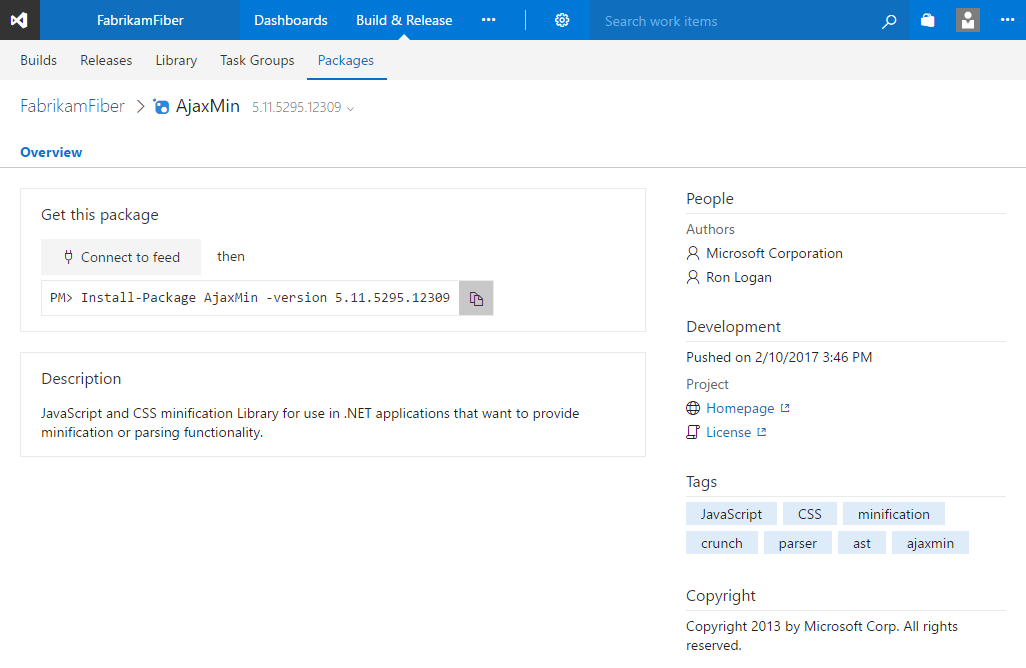 FabrikamFiber Dashboards Build & Release ··· Search work items ···
Builds Releases Library Task Groups Packages
FabrikamFiber > AjaxMin 5.11.5295.12309
Overview
Get this package
Connect to feed then
PM> Install-Package AjaxMin -version 5.11.5295.12309
Description
JavaScript and CSS minification Library for use in .NET applications that want to provide
minification or parsing functionality.
People
Authors
Microsoft Corporation
Ron Logan
Development
Pushed on 2/10/2017 3:46 PM
Project
Homepage
License
Tags
JavaScript CSS minification
crunch parser ast ajaxmin
Copyright
Copyright 2013 by Microsoft Corp. All rights
reserved.